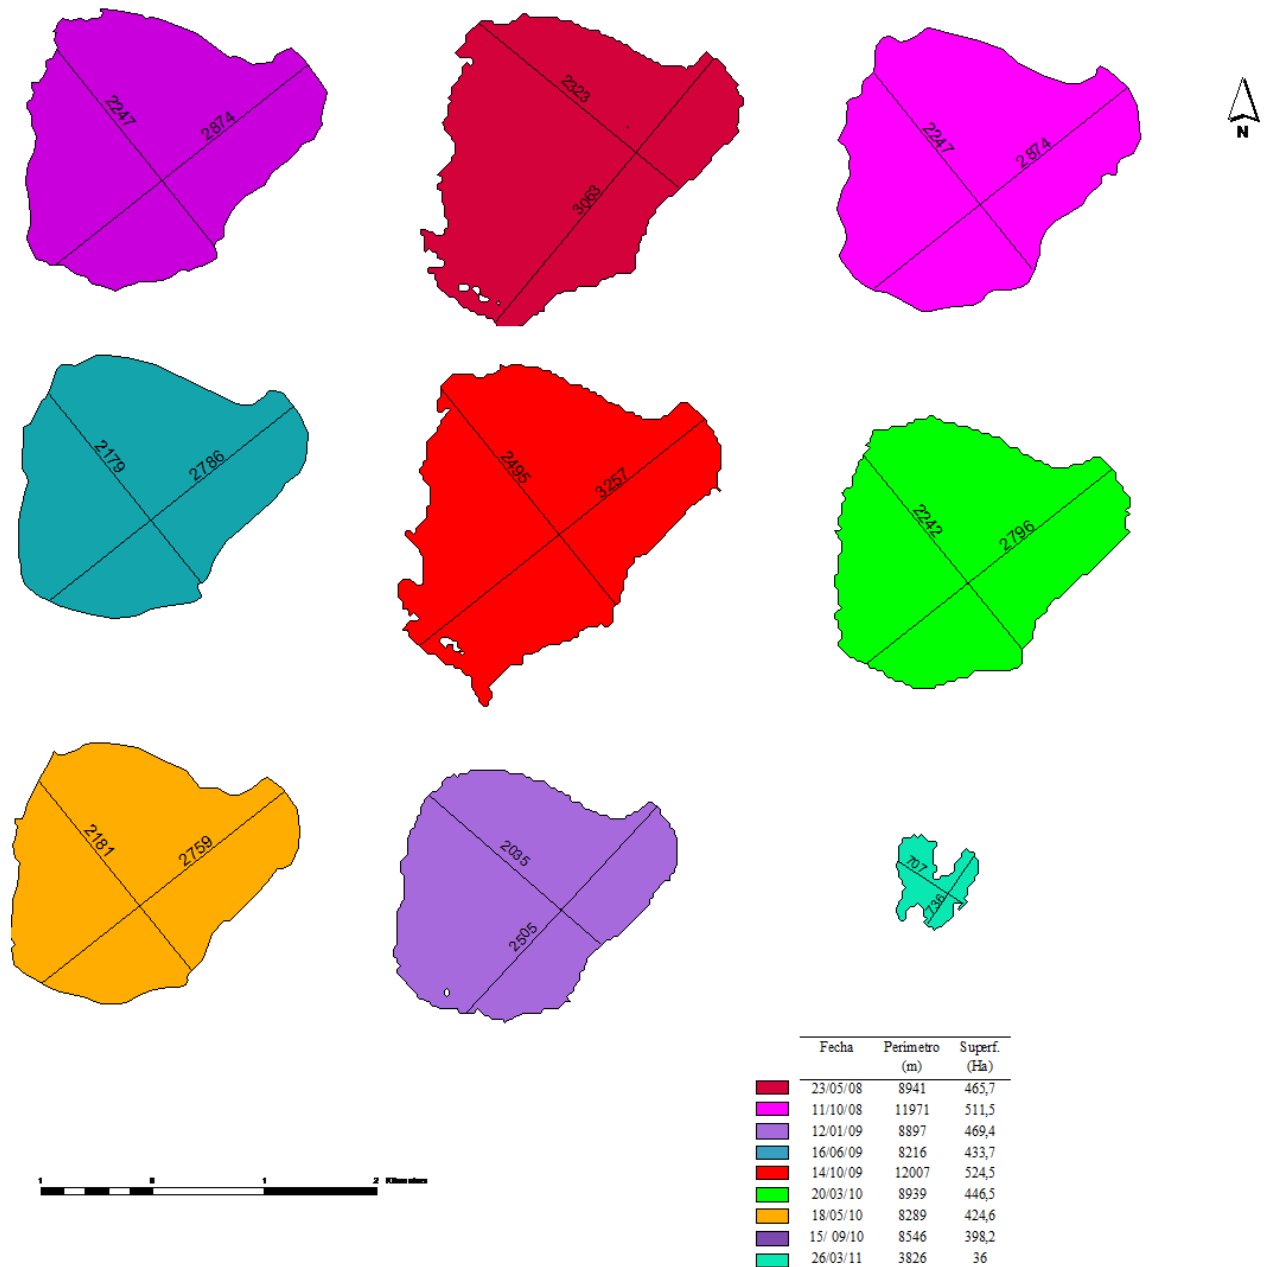 2247
2874
2323
3063
2247
2874
N
2179
2786
2495
3257
2242
2796
2181
2759
2035
2505
707
736
Fecha Perimetro Superf.
(m) (Ha)
23/05/08 8941 465,7
11/10/08 11971 511,5
12/01/09 8897 469,4
16/06/09 8216 433,7
14/10/09 12007 524,5
20/03/10 8939 446,5
18/05/10 8289 424,6
15/ 09/10 8546 398,2
26/03/11 3826 36
1 0 1 2 Kilometers